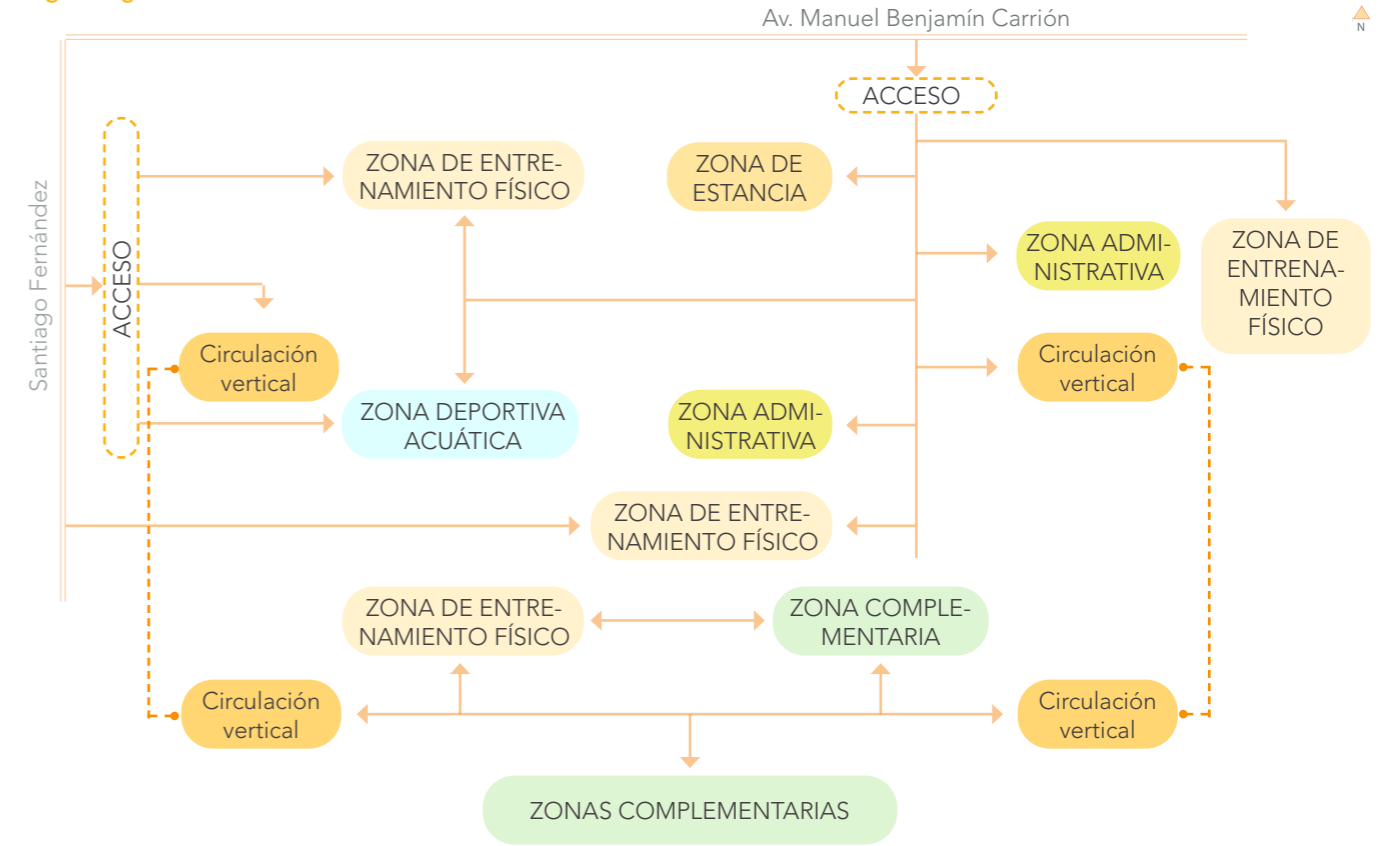 Av. Manuel Benjamín Carrión
N
ACCESO
ZONA DE ENTRE-
NAMIENTO FÍSICO
ZONA DE
ESTANCIA
Santiago Fernández
ACCESO
ZONA ADMI-
NISTRATIVA
ZONA DE
ENTRENA-
MIENTO
FÍSICO
Circulación
vertical
Circulación
vertical
ZONA DEPORTIVA
ACUÁTICA
ZONA ADMI-
NISTRATIVA
ZONA DE ENTRE-
NAMIENTO FÍSICO
ZONA DE ENTRE-
NAMIENTO FÍSICO
ZONA COMPLE-
MENTARIA
Circulación
vertical
Circulación
vertical
ZONAS COMPLEMENTARIAS